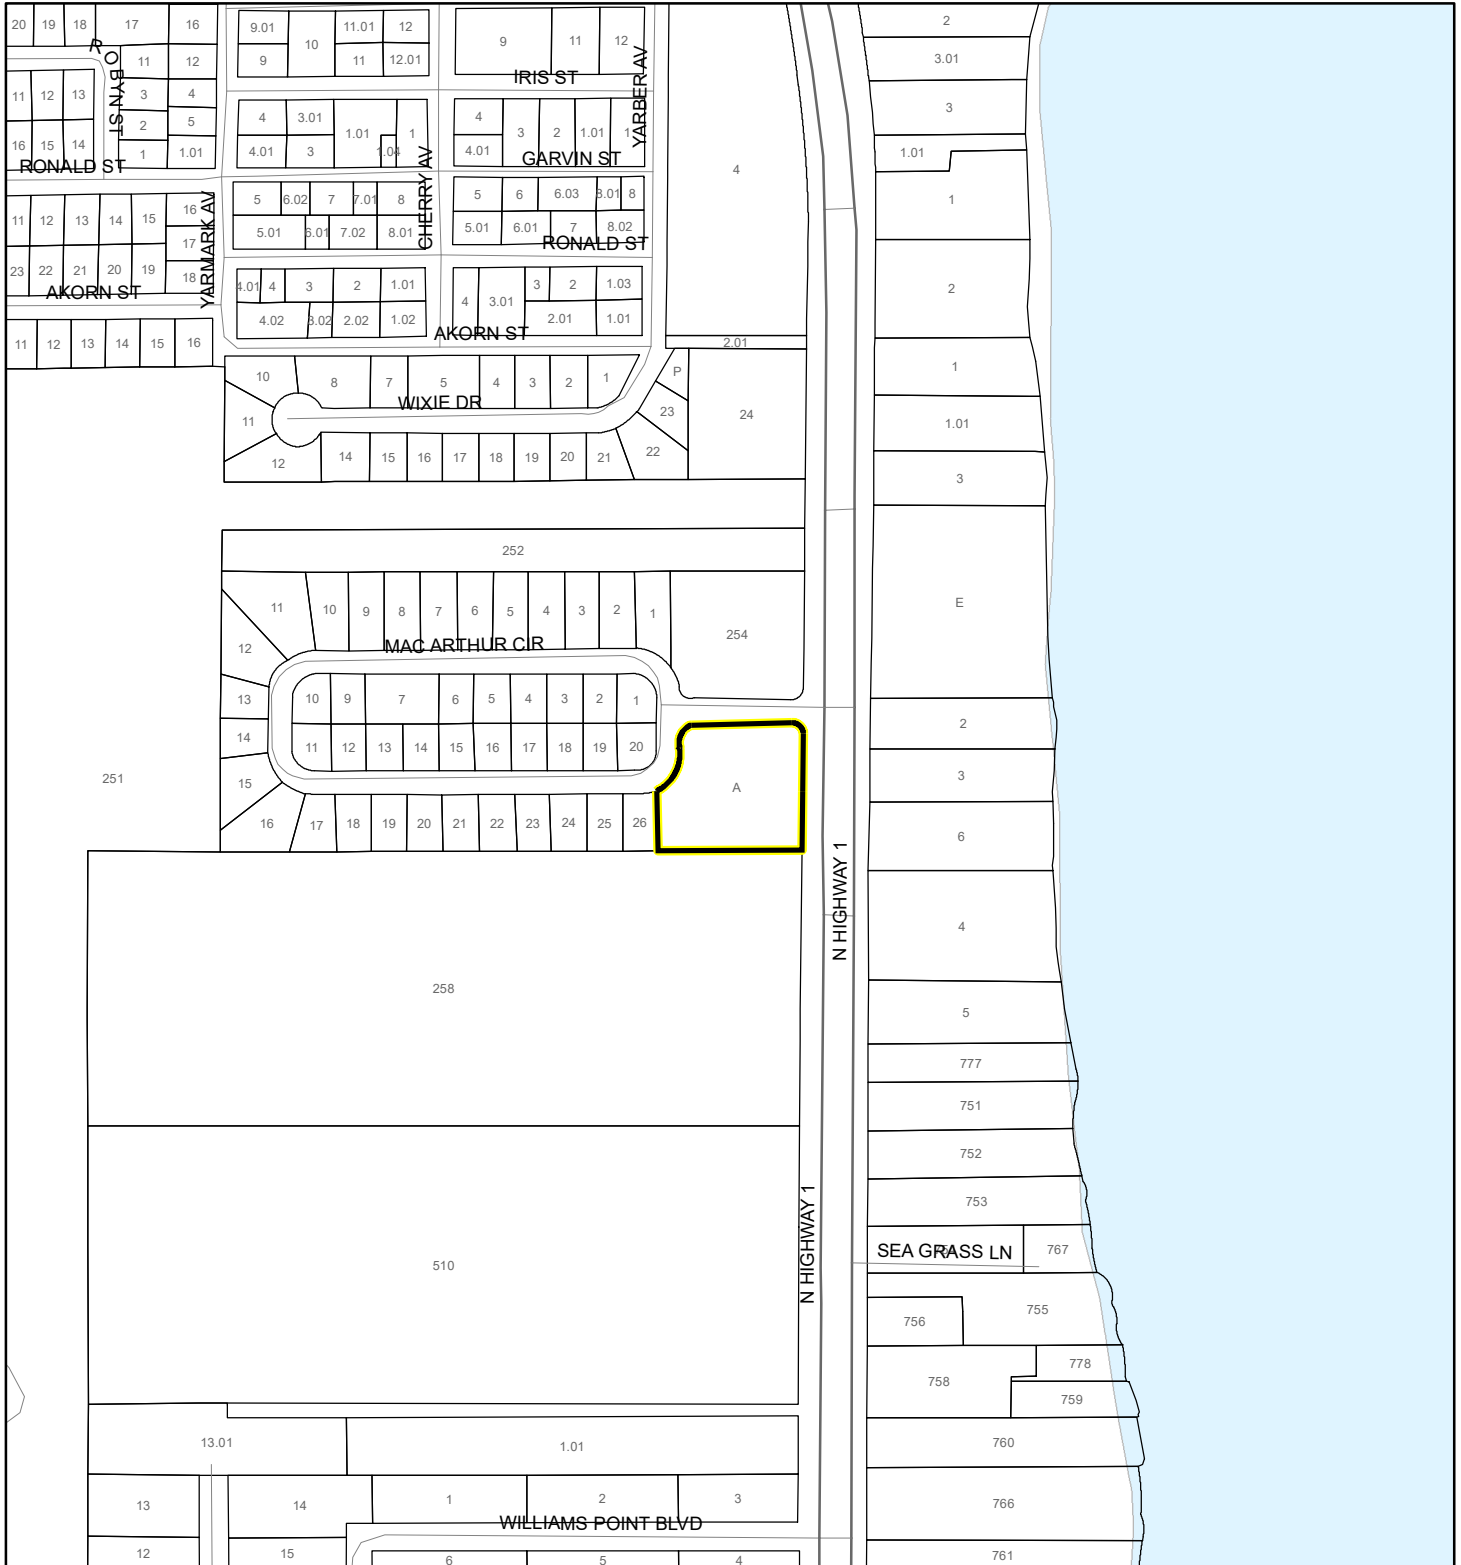 20 19 18 17 16 9.01 10 11.01 12 9 11 12 2
ROBYN ST 11 12 9 11 12.01 3.01
IRIS ST
YARBER AV
11 12 13 3 4 4 3.01 1.01 1 4 3 2 1.01 1 3
2 5
16 15 14 1 1.01 4.01 3 1.04 4.01 1.01
RONALD ST
GARVIN ST
CHERRY AV
4
5 6.02 7 7.01 8 5 6 6.03 8.01 8 1
YARMARK AV
11 12 13 14 15 16 5.01 6.01 7.02 8.01 5.01 6.01 7 8.02
17
RONALD ST
23 22 21 20 19 18 4.01 4 3 2 1.01 4 3.01 3 2 1.03 2
AKORN ST
4.02 3.02 2.02 1.02 2.01 1.01
AKORN ST
11 12 13 14 15 16 2.01
10 8 7 5 4 3 2 1 P 1
WIXIE DR
11 23 24 1.01
12 14 15 16 17 18 19 20 21 22 3
252
11 10 9 8 7 6 5 4 3 2 1 254 E
MAC ARTHUR CIR
12
13 10 9 7 6 5 4 3 2 1 2
14 11 12 13 14 15 16 17 18 19 20
251 15 A 3
16 17 18 19 20 21 22 23 24 25 26 6
N HIGHWAY 1
4
258
5
777
751
752
753
N HIGHWAY 1
SEA GRASS LN 767
510
755
756
778
758
759
13.01 1.01 760
13 14 1 2 3 766
WILLIAMS POINT BLVD
12 15 6 5 4 761